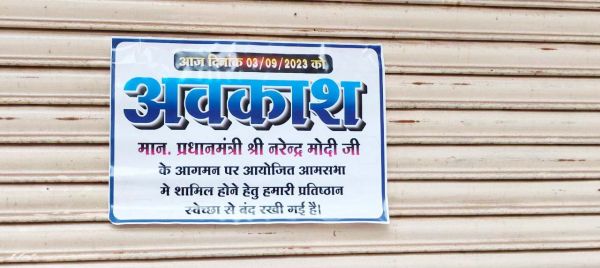 आज दिनांक 03/09/2023 को
अवकाश
मान. प्रधानमंत्री श्री नरेन्द्र मोदी जी
के आगमन पर आयोजित आमसभा
मे शामिल होने हेतु हमारी प्रतिष्ठान
स्वेच्छा से बंद रखी गई है।